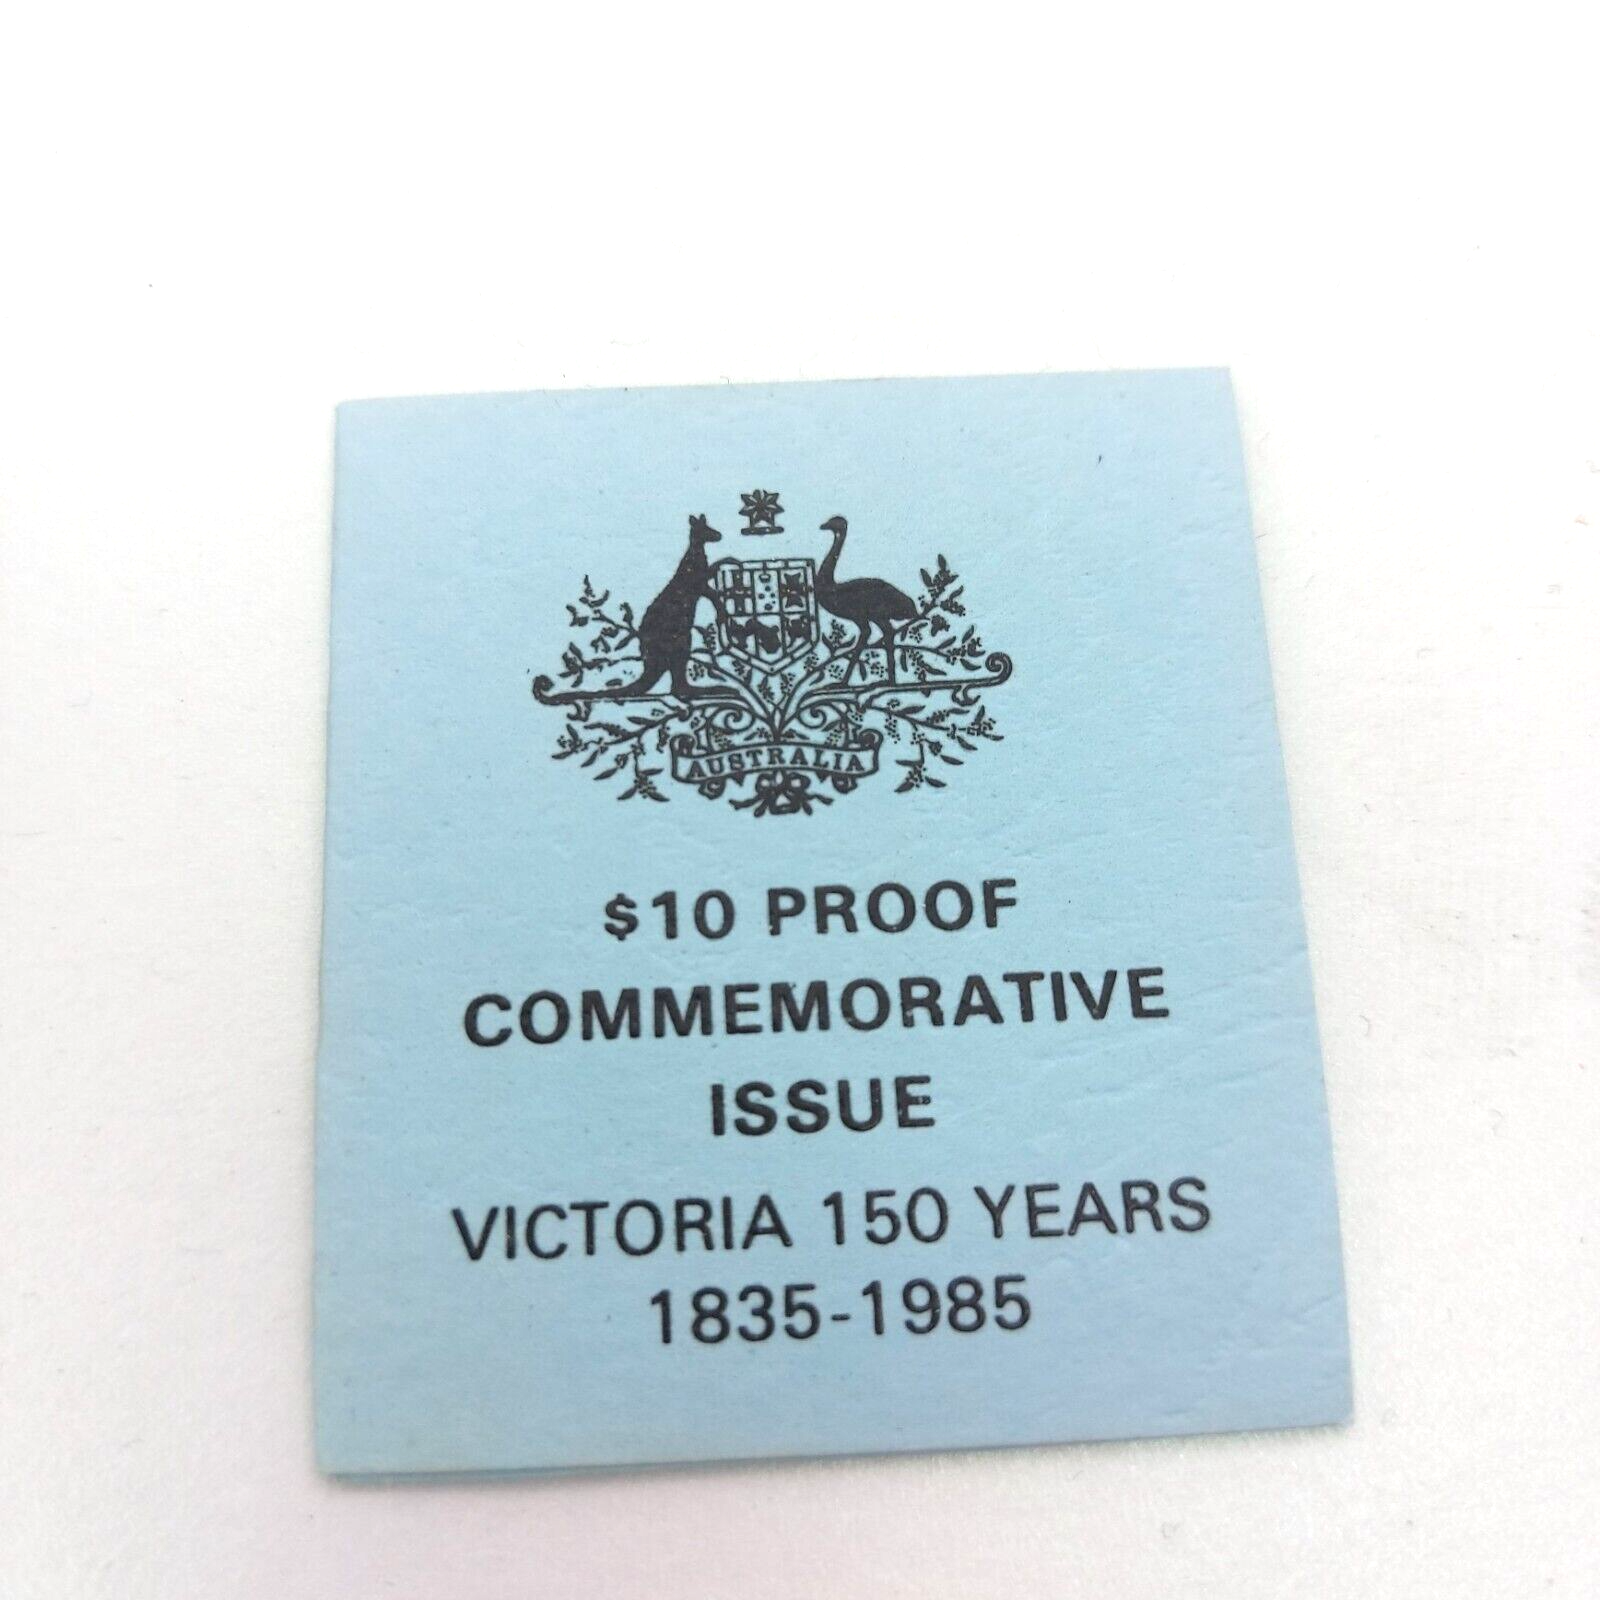 AUSTRALIA
$10 PROOF
COMMEMORATIVE
ISSUE
VICTORIA 150 YEARS
1835-1985